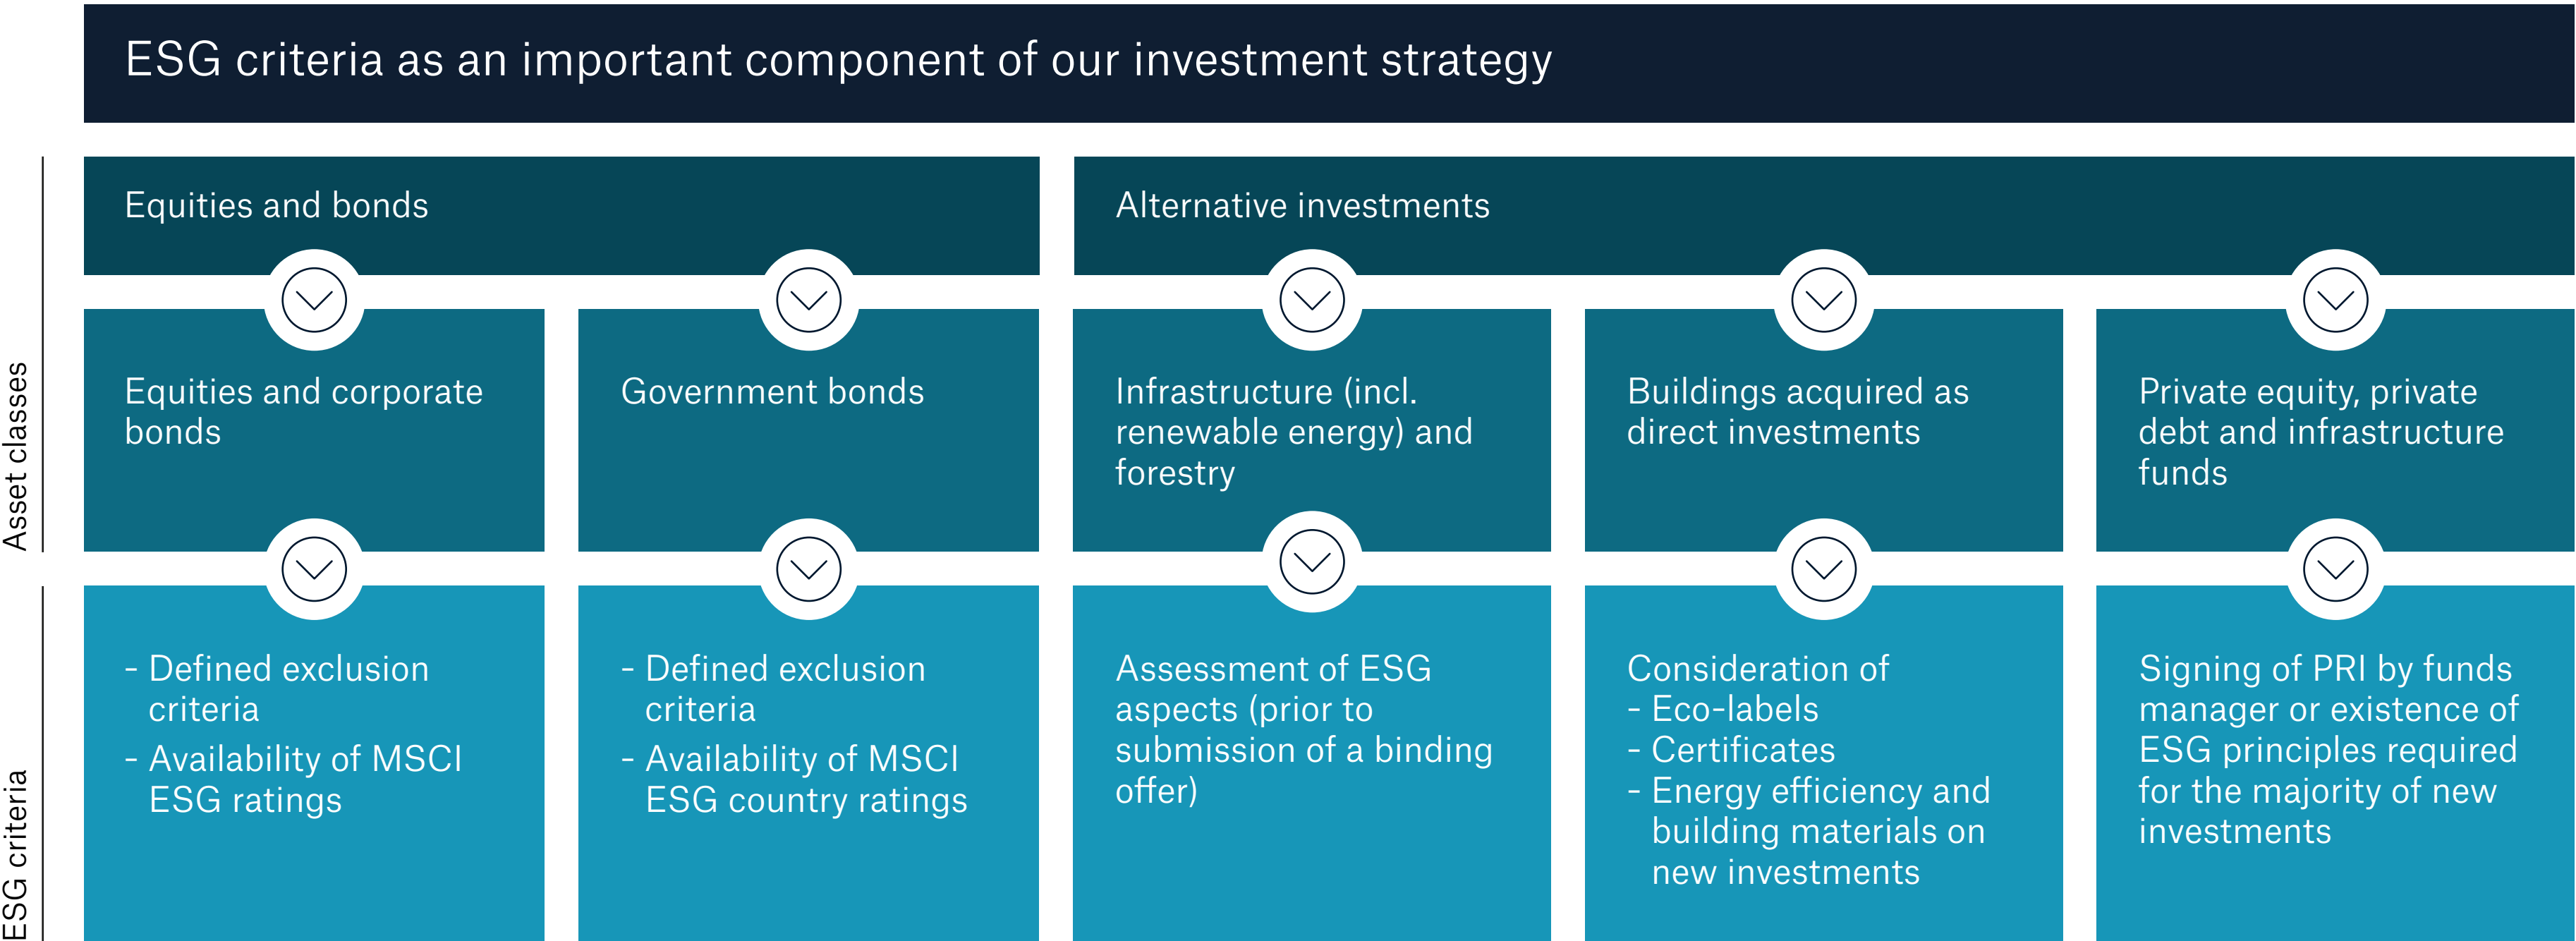 ESG criteria as an important component of our investment strategy
Asset classes
Equities and bonds
Alternative investments
Equities and corporate
bonds
Government bonds
Infrastructure (incl.
renewable energy) and
forestry
Buildings acquired as
direct investments
Private equity, private
debt and infrastructure
funds
ESG criteria
- Defined exclusion
criteria
- Availability of MSCI
ESG ratings
- Defined exclusion
criteria
- Availability of MSCI
ESG country ratings
Assessment of ESG
aspects (prior to
submission of a binding
offer)
Consideration of
- Eco-labels
- Certificates
- Energy efficiency and
building materials on
new investments
Signing of PRI by funds
manager or existence of
ESG principles required
for the majority of new
investments